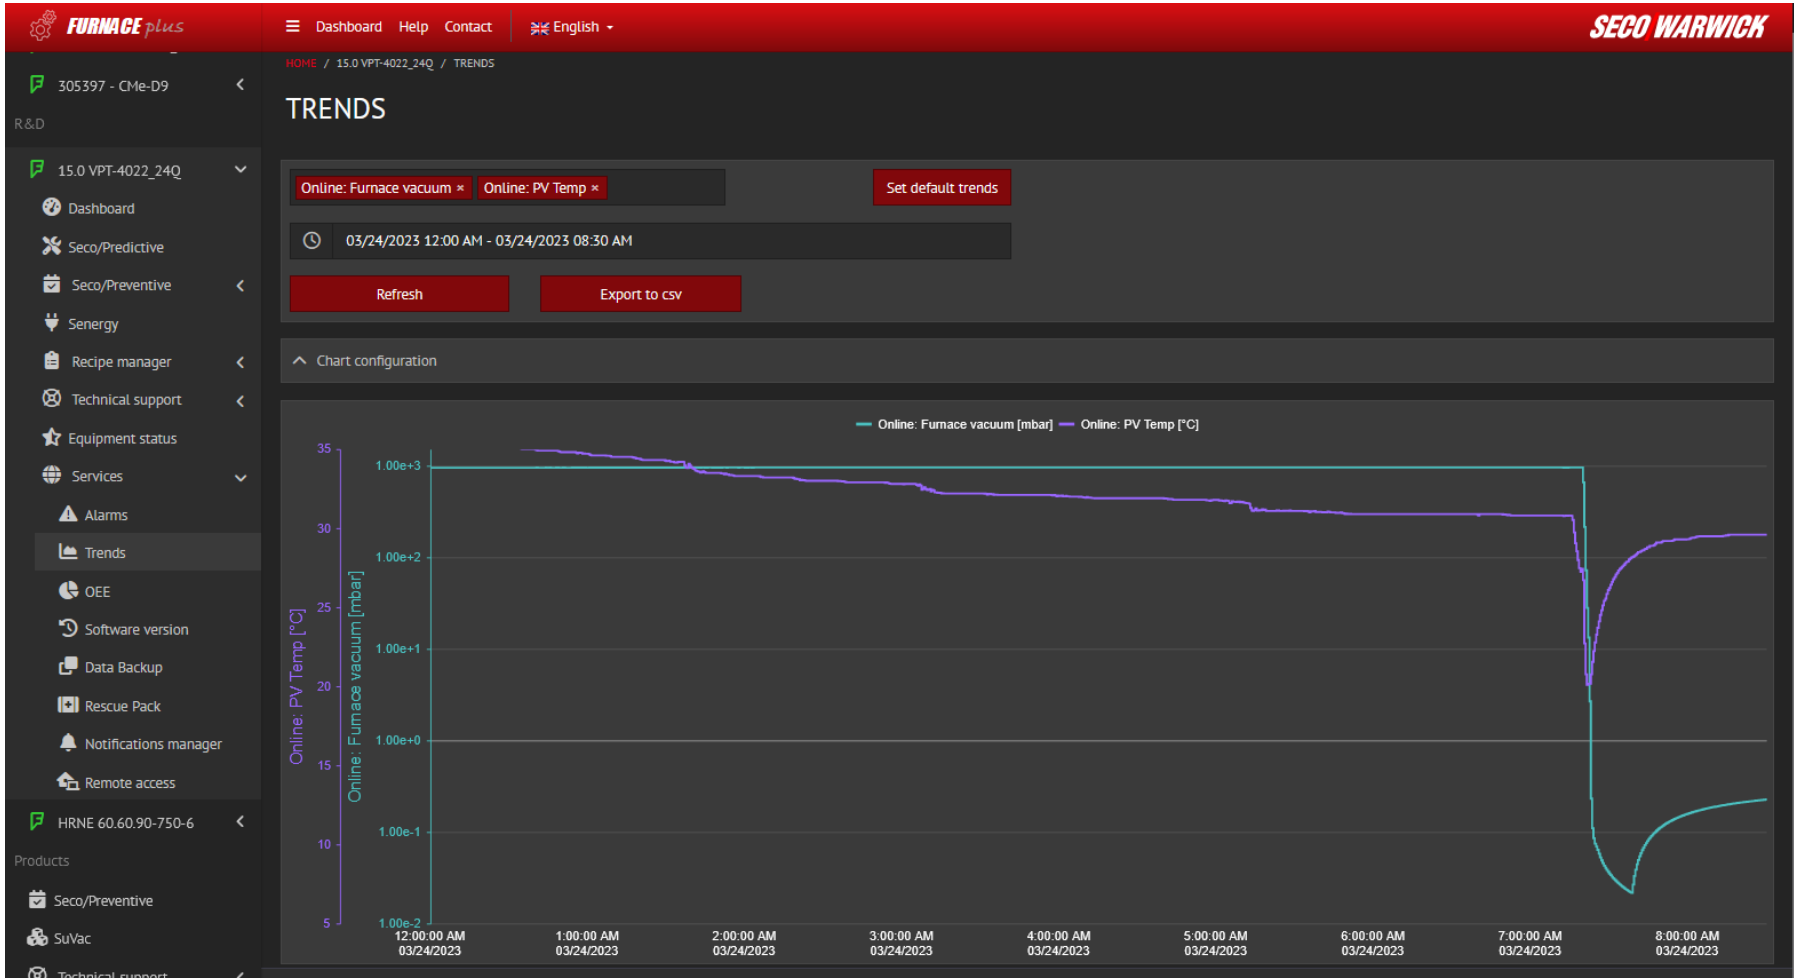 FURNACE plus
Dashboard Help Contact English
SECO/WARWICK
305397 - CMe-D9
R&D
15.0 VPT-4022_24Q
Dashboard
Seco/Predictive
Seco/Preventive
Senergy
Recipe manager
Technical support
Equipment status
Services
Alarms
Trends
OEE
Software version
Data Backup
Rescue Pack
Notifications manager
Remote access
HRNE 60.60.90-750-6
Products
Seco/Preventive
SuVac
Technical support
HOME / 15.0 VPT-4022_24Q / TRENDS
TRENDS
Online: Furnace vacuum × Online: PV Temp ×
Set default trends
03/24/2023 12:00 AM - 03/24/2023 08:30 AM
Refresh
Export to csv
Chart configuration
Online: Furnace vacuum [mbar] Online: PV Temp [°C]
Online: PV Temp [°C]
35
30
25
20
15
10
5
Online: Furnace vacuum [mbar]
1.00e+3
1.00e+2
1.00e+1
1.00e+0
1.00e-1
1.00e-2
12:00:00 AM 1:00:00 AM 2:00:00 AM 3:00:00 AM 4:00:00 AM 5:00:00 AM 6:00:00 AM 7:00:00 AM 8:00:00 AM
03/24/2023 03/24/2023 03/24/2023 03/24/2023 03/24/2023 03/24/2023 03/24/2023 03/24/2023 03/24/2023